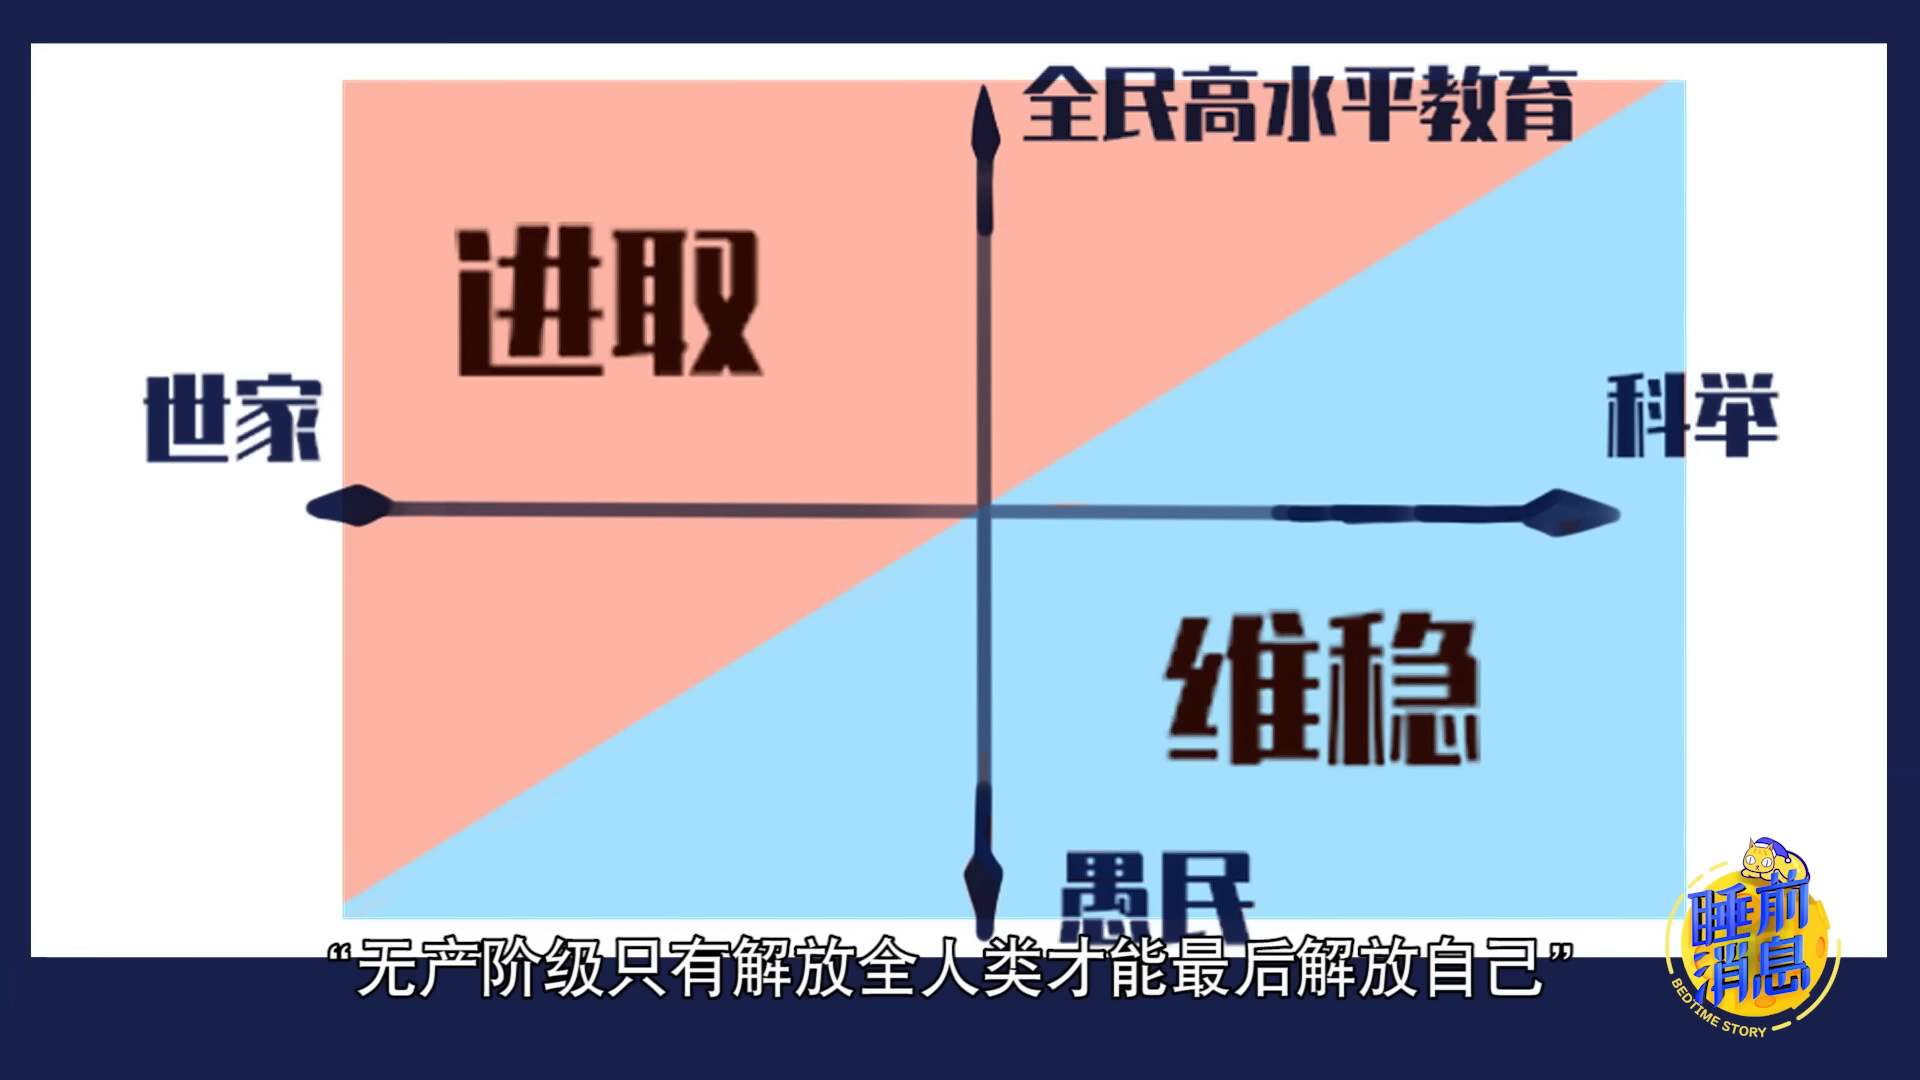 全民高水平教育
进取
世家
科举
维稳
愚民
“无产阶级只有解放全人类才能最后解放自己”
睡前
消息
BEDTIME STORY